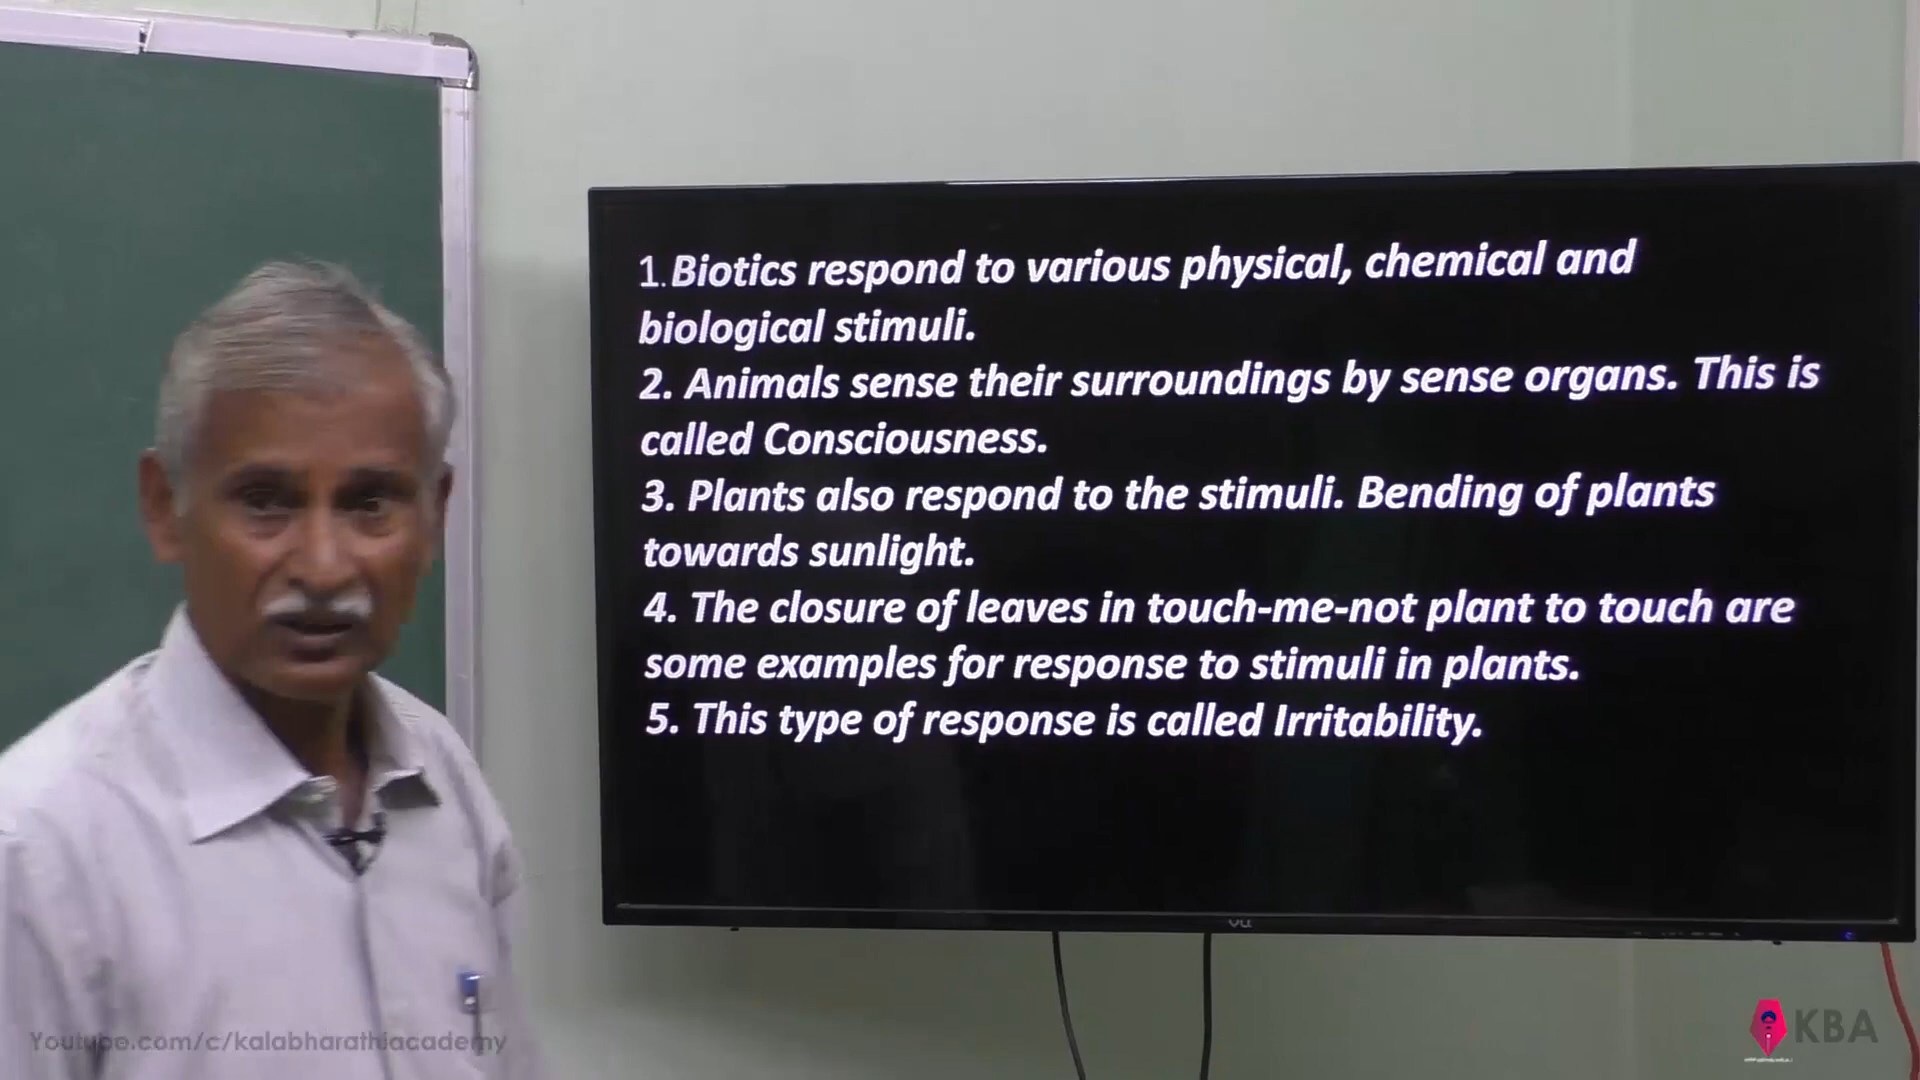 1.Biotics respond to various physical, chemical and
biological stimuli.
2. Animals sense their surroundings by sense organs. This is
called Consciousness.
3. Plants also respond to the stimuli. Bending of plants
towards sunlight.
4. The closure of leaves in touch-me-not plant to touch are
some examples for response to stimuli in plants.
5. This type of response is called Irritability.
Vu
Youtube.com/c/kalabharathiacademy
KBA